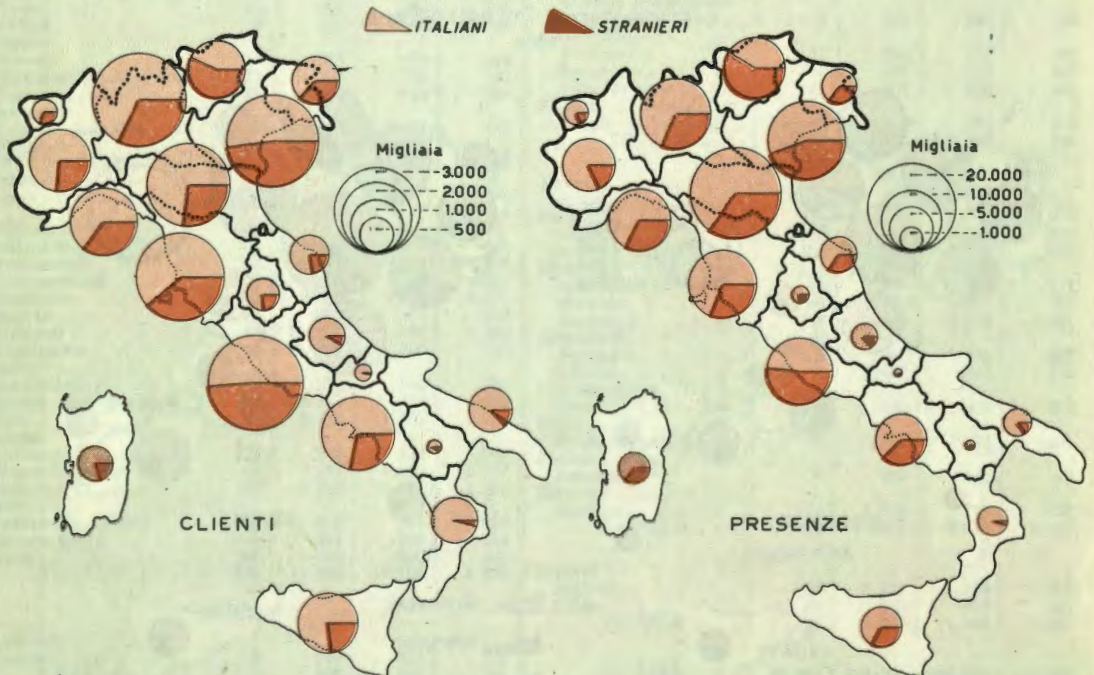 ITALIANI STRANIERI
Migliaia
3.000
2.000
1.000
500
Migliaia
20.000
10.000
5.000
1.000
CLIENTI PRESENZE